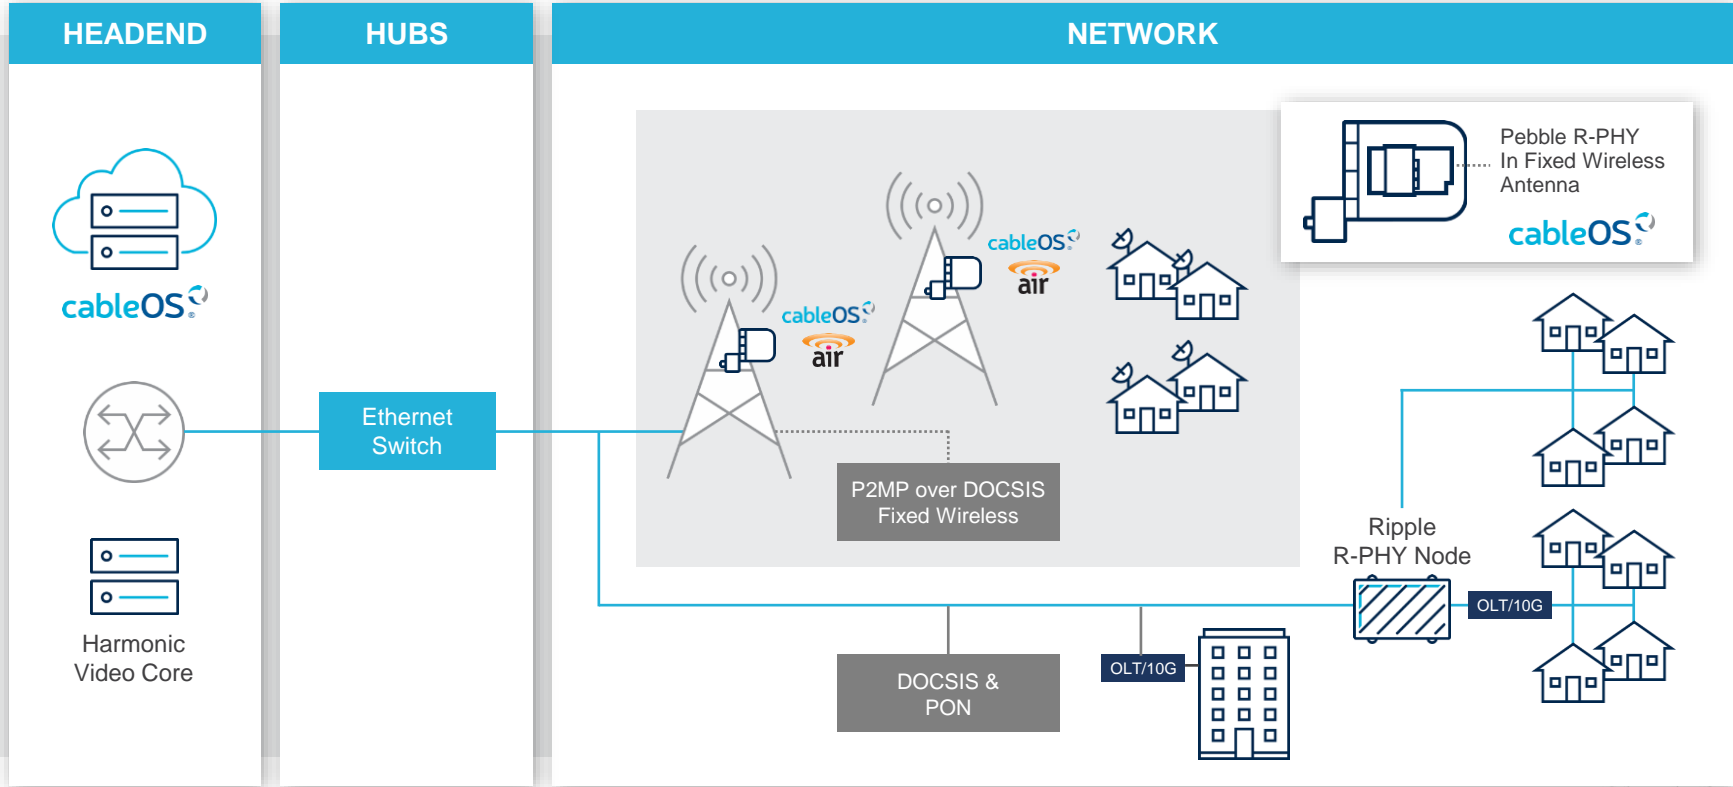 HEADEND
HUBS
NETWORK
cableOS®
Harmonic
Video Core
Ethernet
Switch
cableOS®
air
cableOS®
air
P2MP over DOCSIS
Fixed Wireless
Pebble R-PHY
In Fixed Wireless
Antenna
cableOS®
Ripple
R-PHY Node
OLT/10G
DOCSIS &
PON
OLT/10G